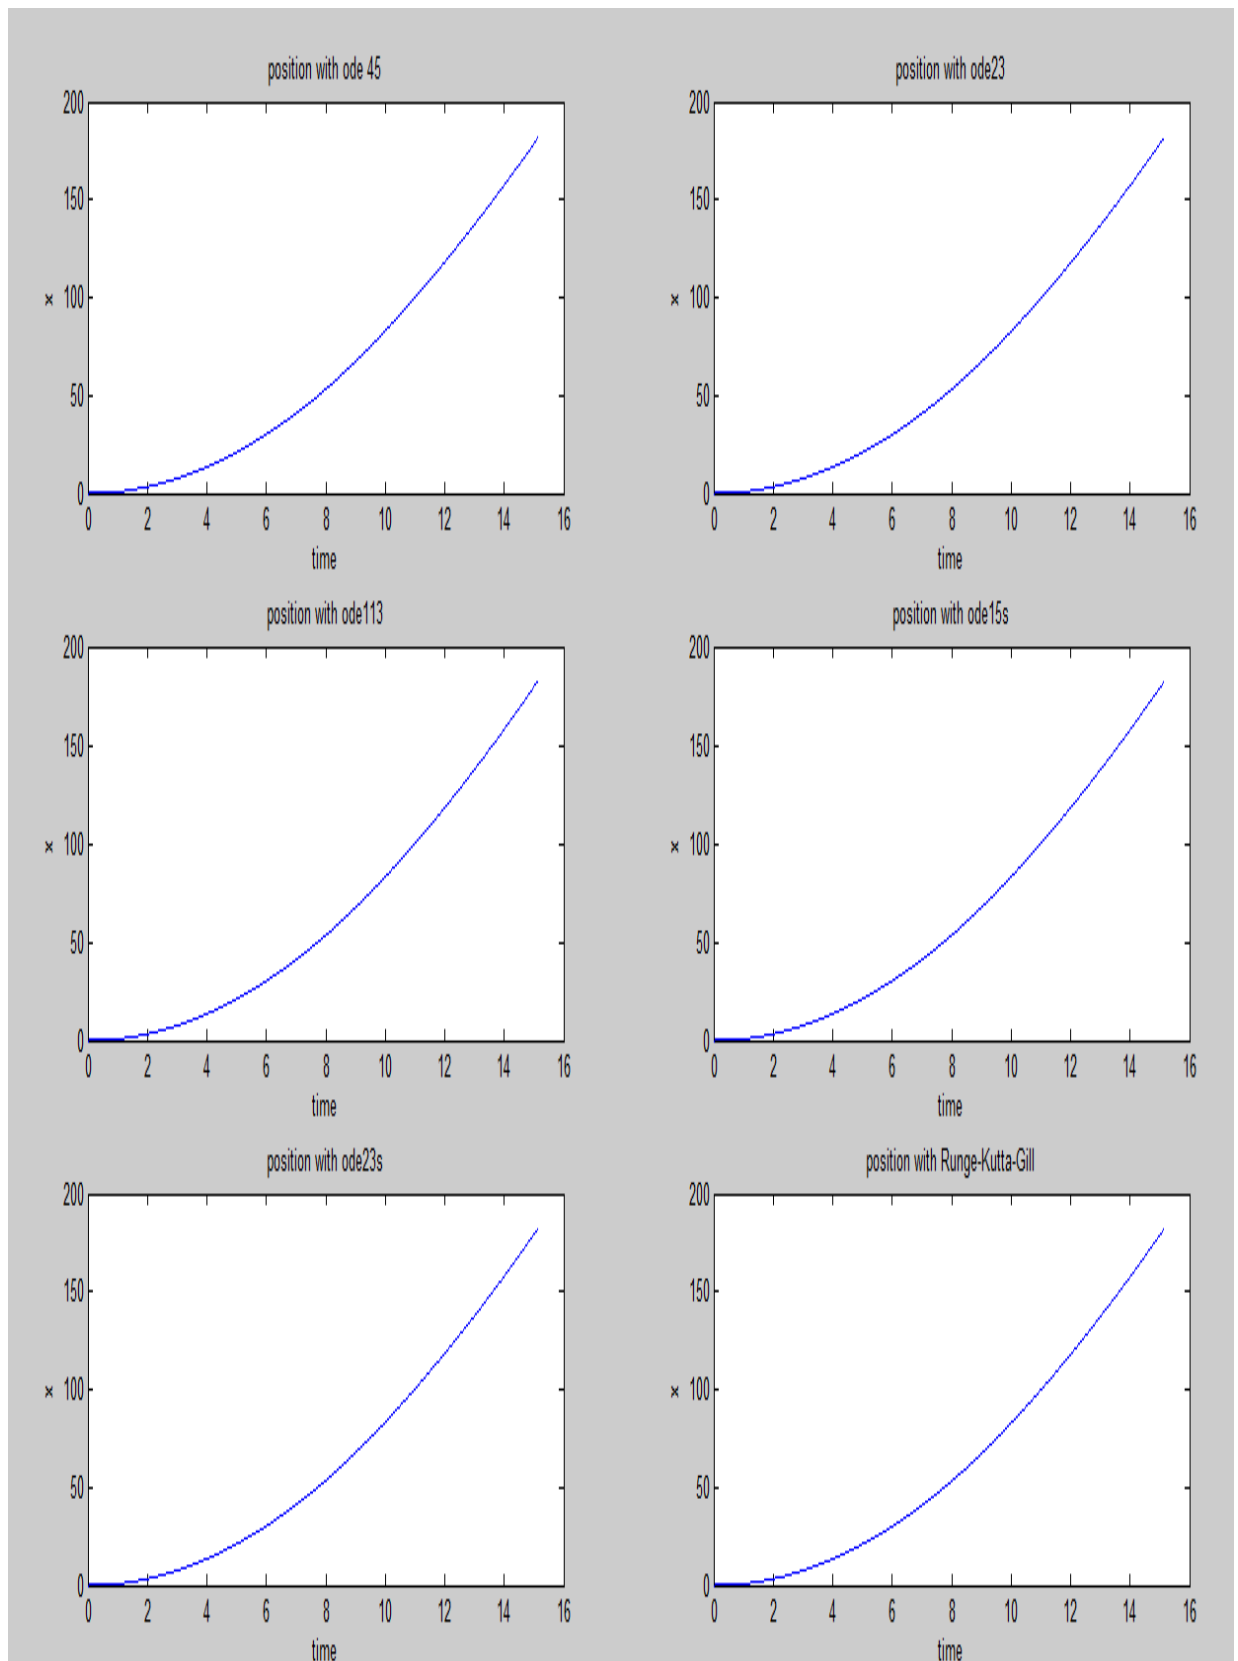 position with ode 45
200
150
100
50
0
x
0 2 4 6 8 10 12 14 16
time
position with ode23
200
150
100
50
0
x
0 2 4 6 8 10 12 14 16
time
position with ode113
200
150
100
50
0
x
0 2 4 6 8 10 12 14 16
time
position with ode15s
200
150
100
50
0
x
0 2 4 6 8 10 12 14 16
time
position with ode23s
200
150
100
50
0
x
0 2 4 6 8 10 12 14 16
time
position with Runge-Kutta-Gill
200
150
100
50
0
x
0 2 4 6 8 10 12 14 16
time